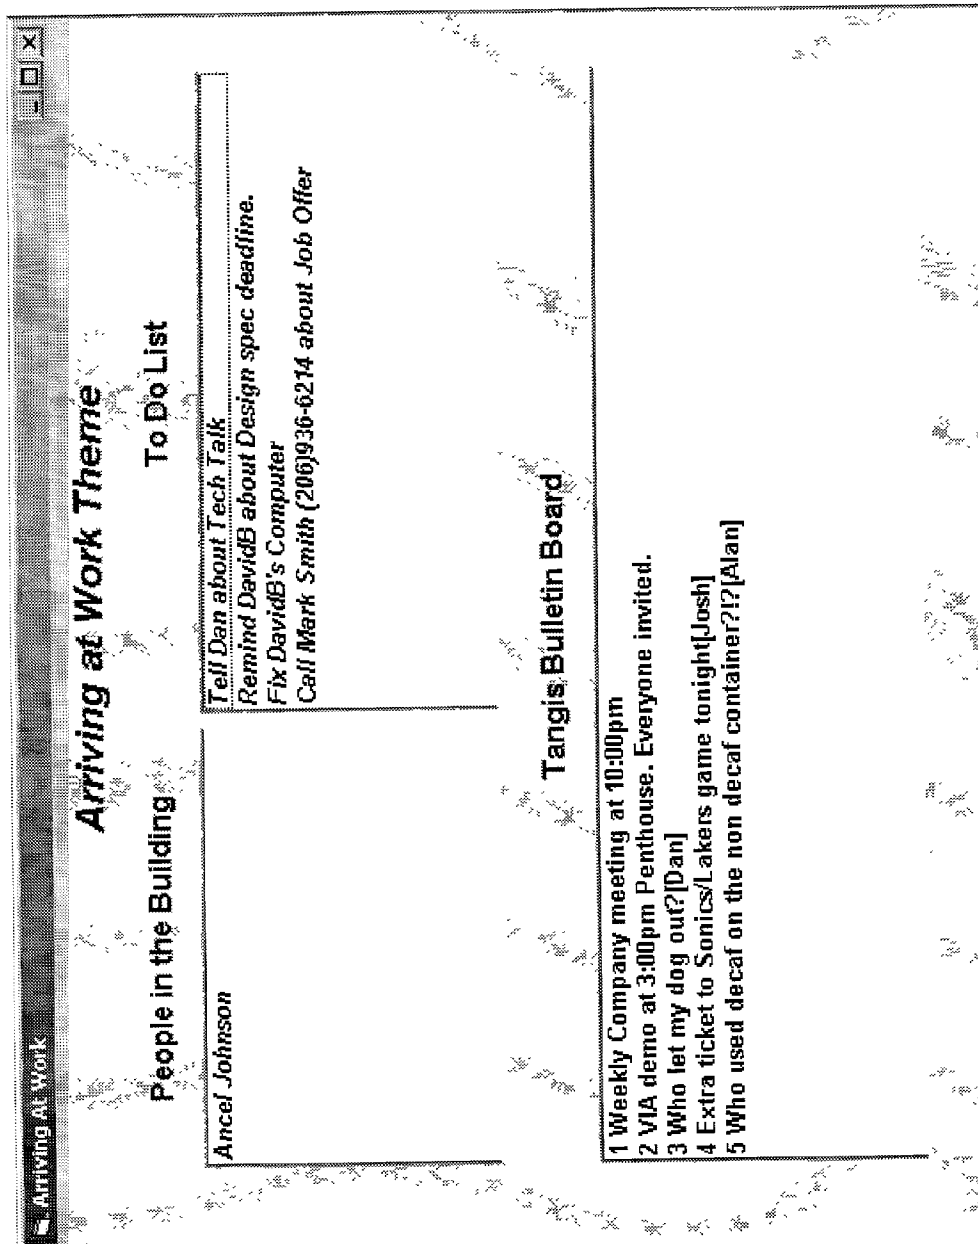 Arriving At Work
Arriving at Work Theme
People in the Building
Ancel Johnson
To Do List
Tell Dan about Tech Talk
Remind DavidB about Design spec deadline.
Fix DavidB's Computer
Call Mark Smith (206)936-6214 about Job Offer
Tangis Bulletin Board
1 Weekly Company meeting at 10:00pm
2 VIA demo at 3:00pm Penthouse. Everyone invited.
3 Who let my dog out?[Dan]
4 Extra ticket to Sonics/Lakers game tonight[Josh]
5 Who used decaf on the non decaf container?!?[Alan]